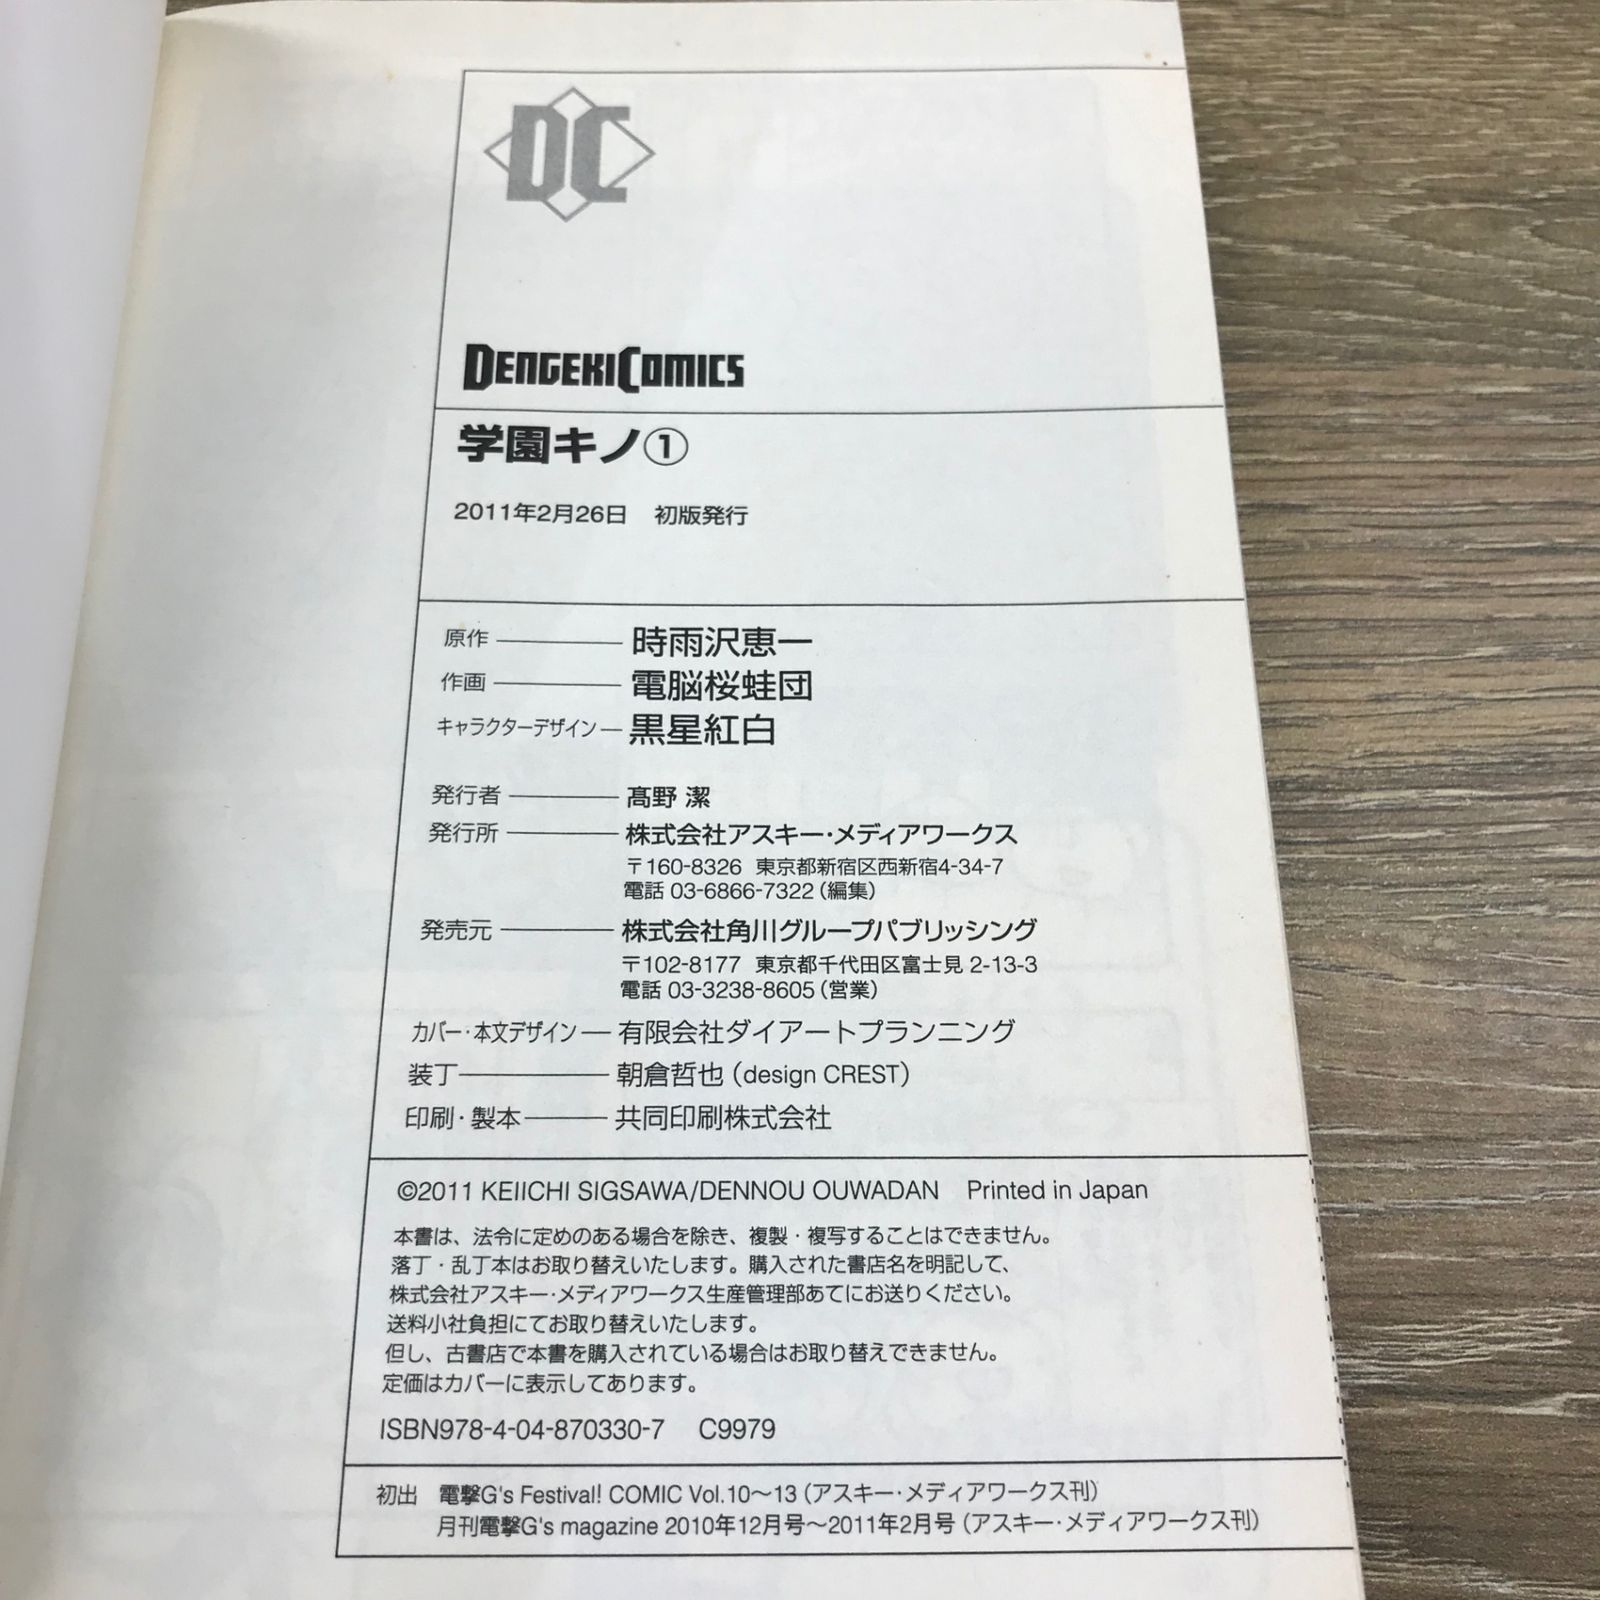 DC
DENGEKI COMICS
学園キノ①
2011年2月26日 初版発行
原作 時雨沢恵一
作画 電脳桜蛙団
キャラクターデザイン 黒星紅白
発行者 髙野 潔
発行所 株式会社アスキー・メディアワークス
〒160-8326 東京都新宿区西新宿4-34-7
電話 03-6866-7322(編集)
発売元 株式会社角川グループパブリッシング
〒102-8177 東京都千代田区富士見 2-13-3
電話 03-3238-8605(営業)
カバー・本文デザイン 有限会社ダイアートプランニング
装丁 朝倉哲也(design CREST)
印刷・製本 共同印刷株式会社
©2011 KEIICHI SIGSAWA/DENNOU OUWADAN Printed in Japan
本書は、法令に定めのある場合を除き、複製・複写することはできません。
落丁・乱丁本はお取り替えいたします。購入された書店名を明記して、
株式会社アスキー・メディアワークス生産管理部あてにお送りください。
送料小社負担にてお取り替えいたします。
但し、古書店で本書を購入されている場合はお取り替えできません。
定価はカバーに表示してあります。
ISBN978-4-04-870330-7 C9979
初出 電撃G's Festival! COMIC Vol.10～13(アスキー・メディアワークス刊)
月刊電撃G's magazine 2010年12月号～2011年2月号(アスキー・メディアワークス刊)